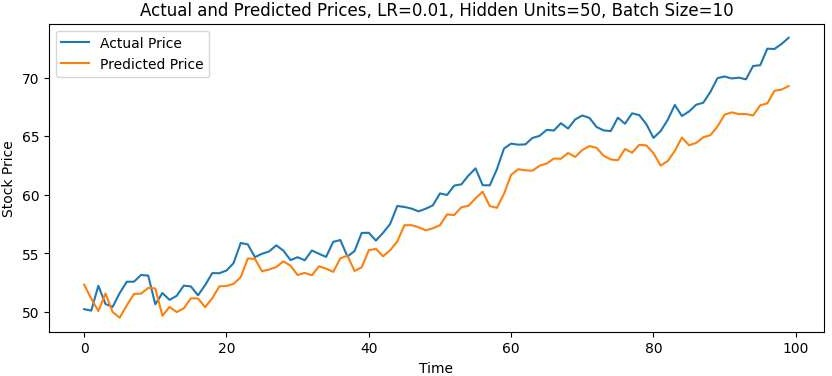 Actual and Predicted Prices, LR=0.01, Hidden Units=50, Batch Size=10
Actual Price
Predicted Price
Stock Price
70
65
60
55
50
0 20 40 60 80 100
Time